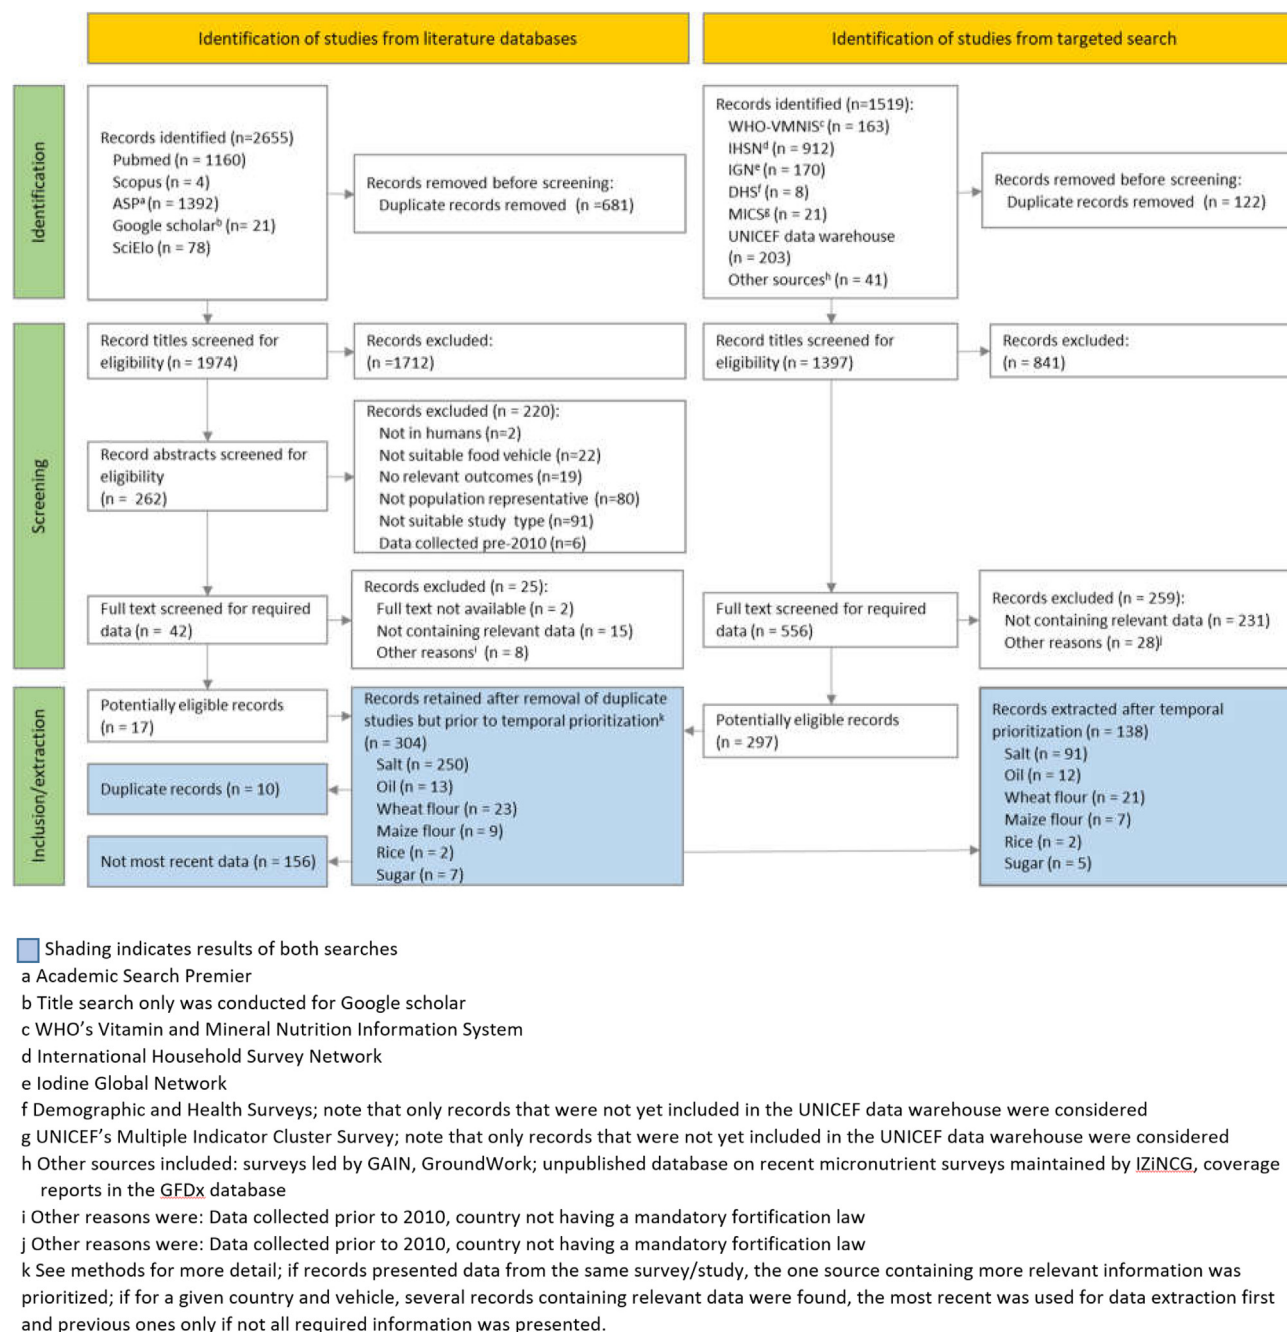 Identification of studies from literature databases
Identification of studies from targeted search
Identification
Records identified (n=2655)
Pubmed (n = 1160)
Scopus (n = 4)
ASPa (n = 1392)
Google scholarb (n= 21)
SciElo (n = 78)
Records removed before screening:
Duplicate records removed (n =681)
Records identified (n=1519):
WHO-VMNISc (n = 163)
IHSNd (n = 912)
IGNe (n = 170)
DHSf (n = 8)
MICSg (n = 21)
UNICEF data warehouse
(n = 203)
Other sourcesh (n = 41)
Records removed before screening:
Duplicate records removed (n = 122)
Screening
Record titles screened for
eligibility (n = 1974)
Records excluded:
(n =1712)
Record titles screened for
eligibility (n = 1397)
Records excluded:
(n = 841)
Record abstracts screened for
eligibility
(n = 262)
Records excluded (n = 220):
Not in humans (n=2)
Not suitable food vehicle (n=22)
No relevant outcomes (n=19)
Not population representative (n=80)
Not suitable study type (n=91)
Data collected pre-2010 (n=6)
Full text screened for required
data (n = 42)
Records excluded (n = 25):
Full text not available (n = 2)
Not containing relevant data (n = 15)
Other reasonsi (n = 8)
Full text screened for required
data (n = 556)
Records excluded (n = 259):
Not containing relevant data (n = 231)
Other reasons (n = 28)j
Inclusion/extraction
Potentially eligible records
(n = 17)
Records retained after removal of duplicate
studies but prior to temporal prioritizationk
(n = 304)
Salt (n = 250)
Oil (n = 13)
Wheat flour (n = 23)
Maize flour (n = 9)
Rice (n = 2)
Sugar (n = 7)
Potentially eligible records
(n = 297)
Records extracted after temporal
prioritization (n = 138)
Salt (n = 91)
Oil (n = 12)
Wheat flour (n = 21)
Maize flour (n = 7)
Rice (n = 2)
Sugar (n = 5)
Duplicate records (n = 10)
Not most recent data (n = 156)
Shading indicates results of both searches
a Academic Search Premier
b Title search only was conducted for Google scholar
c WHO's Vitamin and Mineral Nutrition Information System
d International Household Survey Network
e Iodine Global Network
f Demographic and Health Surveys; note that only records that were not yet included in the UNICEF data warehouse were considered
g UNICEF's Multiple Indicator Cluster Survey; note that only records that were not yet included in the UNICEF data warehouse were considered
h Other sources included: surveys led by GAIN, GroundWork; unpublished database on recent micronutrient surveys maintained by IZiNCG, coverage
reports in the GFDx database
i Other reasons were: Data collected prior to 2010, country not having a mandatory fortification law
j Other reasons were: Data collected prior to 2010, country not having a mandatory fortification law
k See methods for more detail; if records presented data from the same survey/study, the one source containing more relevant information was
prioritized; if for a given country and vehicle, several records containing relevant data were found, the most recent was used for data extraction first
and previous ones only if not all required information was presented.